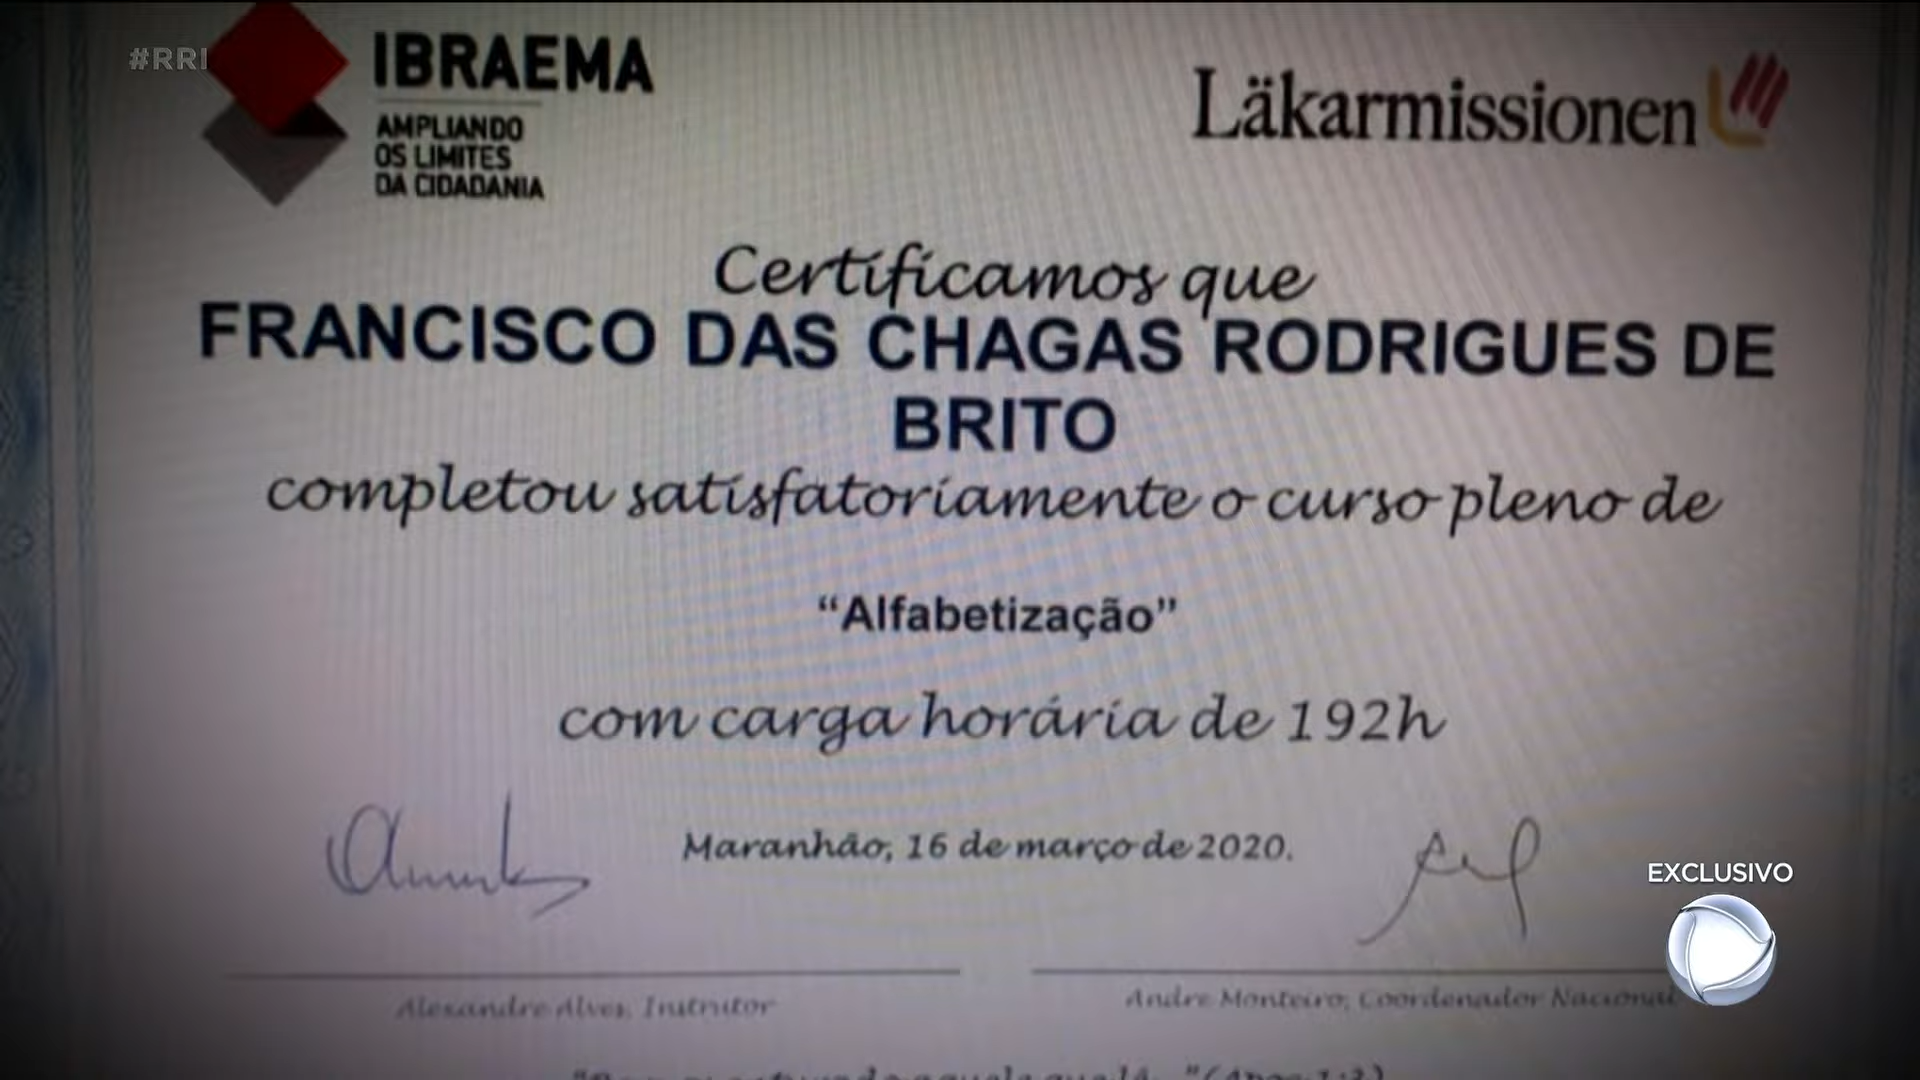 #RRI
IBRAEMA
AMPLIANDO
OS LIMITES
DA CIDADANIA
Läkarmissionen
Certificamos que
FRANCISCO DAS CHAGAS RODRIGUES DE
BRITO
completou satisfatoriamente o curso pleno de
“Alfabetização”
com carga horária de 192h
Maranhão, 16 de março de 2020.
EXCLUSIVO
Alexandre Alves, Instrutor
Andre Monteiro, Coordenador Nacional